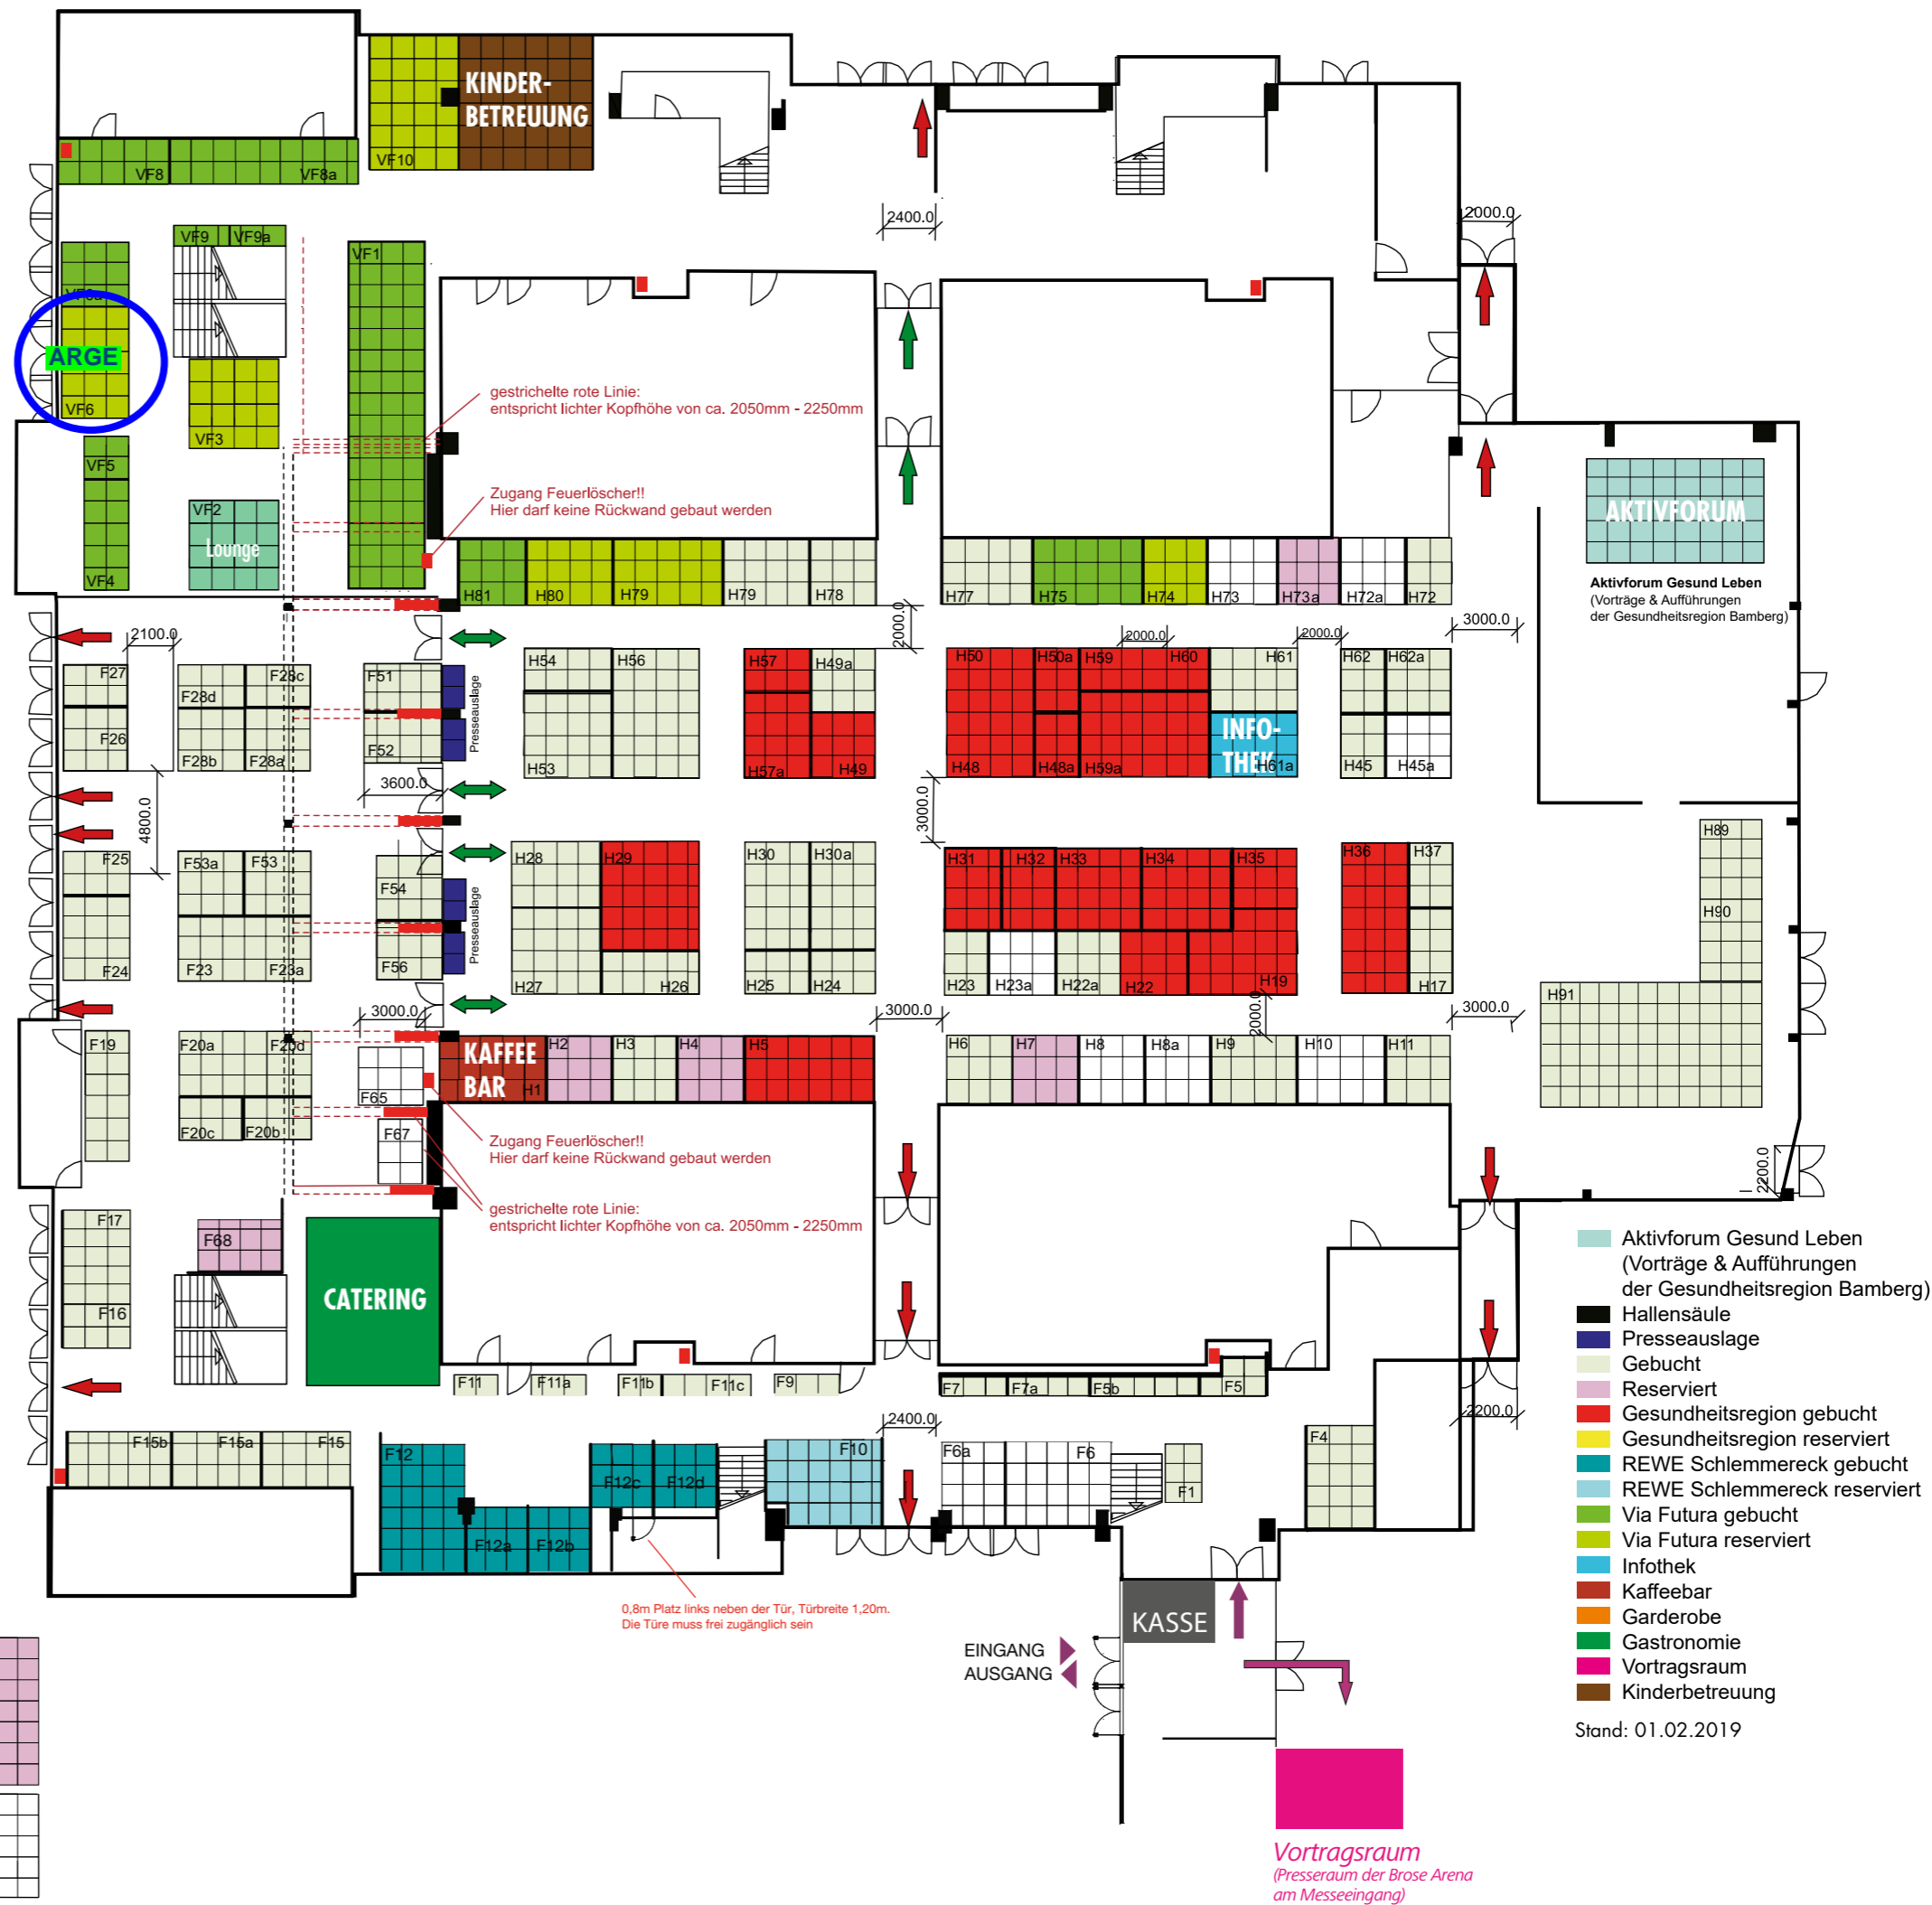 KINDER-
BETREUUNG
VF10
VF8
VF8a
2400.0
2000.0
VF9
VF9a
VF1
ARGE
VF6
VF3
gestrichelte rote Linie:
entspricht lichter Kopfhöhe von ca. 2050mm - 2250mm
VF5
Zugang Feuerlöscher!!
Hier darf keine Rückwand gebaut werden
VF2
Lounge
VF4
AKTIVFORUM
Aktivforum Gesund Leben
(Vorträge & Aufführungen
der Gesundheitsregion Bamberg)
H81
H80
H79
H79
H78
H77
H75
H74
H73
H73a
H72a
H72
2100.0
2000.0
2000.0
2000.0
3000.0
F27
F28d
F28c
F51
Presseauslage
H54
H56
H57
H49a
H50
H50a
H59
H60
H61
H62
H62a
F26
F28b
F28a
F52
H53
H57a
H49
H48
H48a
H59a
INFO-
THEK
H61a
H45
H45a
3600.0
4800.0
3000.0
F25
F53a
F53
F54
Presseauslage
H28
H29
H30
H30a
H31
H32
H33
H34
H35
H36
H37
H89
H90
F24
F23
F23a
F56
H27
H26
H25
H24
H23
H23a
H22a
H22
H19
H17
H91
3000.0
3000.0
2000.0
3000.0
F19
F20a
F20d
F65
KAFFEE
BAR
H1
H2
H3
H4
H5
H6
H7
H8
H8a
H9
H10
H11
F20c
F20b
F67
Zugang Feuerlöscher!!
Hier darf keine Rückwand gebaut werden
2200.0
gestrichelte rote Linie:
entspricht lichter Kopfhöhe von ca. 2050mm - 2250mm
F17
F68
F16
CATERING
F11
F11a
F11b
F11c
F9
F7
F7a
F5b
F5
2400.0
2200.0
F15b
F15a
F15
F12
F12c
F12d
F10
F6a
F6
F1
F4
F12a
F12b
0,8m Platz links neben der Tür, Türbreite 1,20m.
Die Türe muss frei zugänglich sein
KASSE
EINGANG
AUSGANG
Aktivforum Gesund Leben
(Vorträge & Aufführungen
der Gesundheitsregion Bamberg)
Hallensäule
Presseauslage
Gebucht
Reserviert
Gesundheitsregion gebucht
Gesundheitsregion reserviert
REWE Schlemmereck gebucht
REWE Schlemmereck reserviert
Via Futura gebucht
Via Futura reserviert
Infothek
Kaffeebar
Garderobe
Gastronomie
Vortragsraum
Kinderbetreuung
Stand: 01.02.2019
Vortragsraum
(Presseraum der Brose Arena
am Messeeingang)